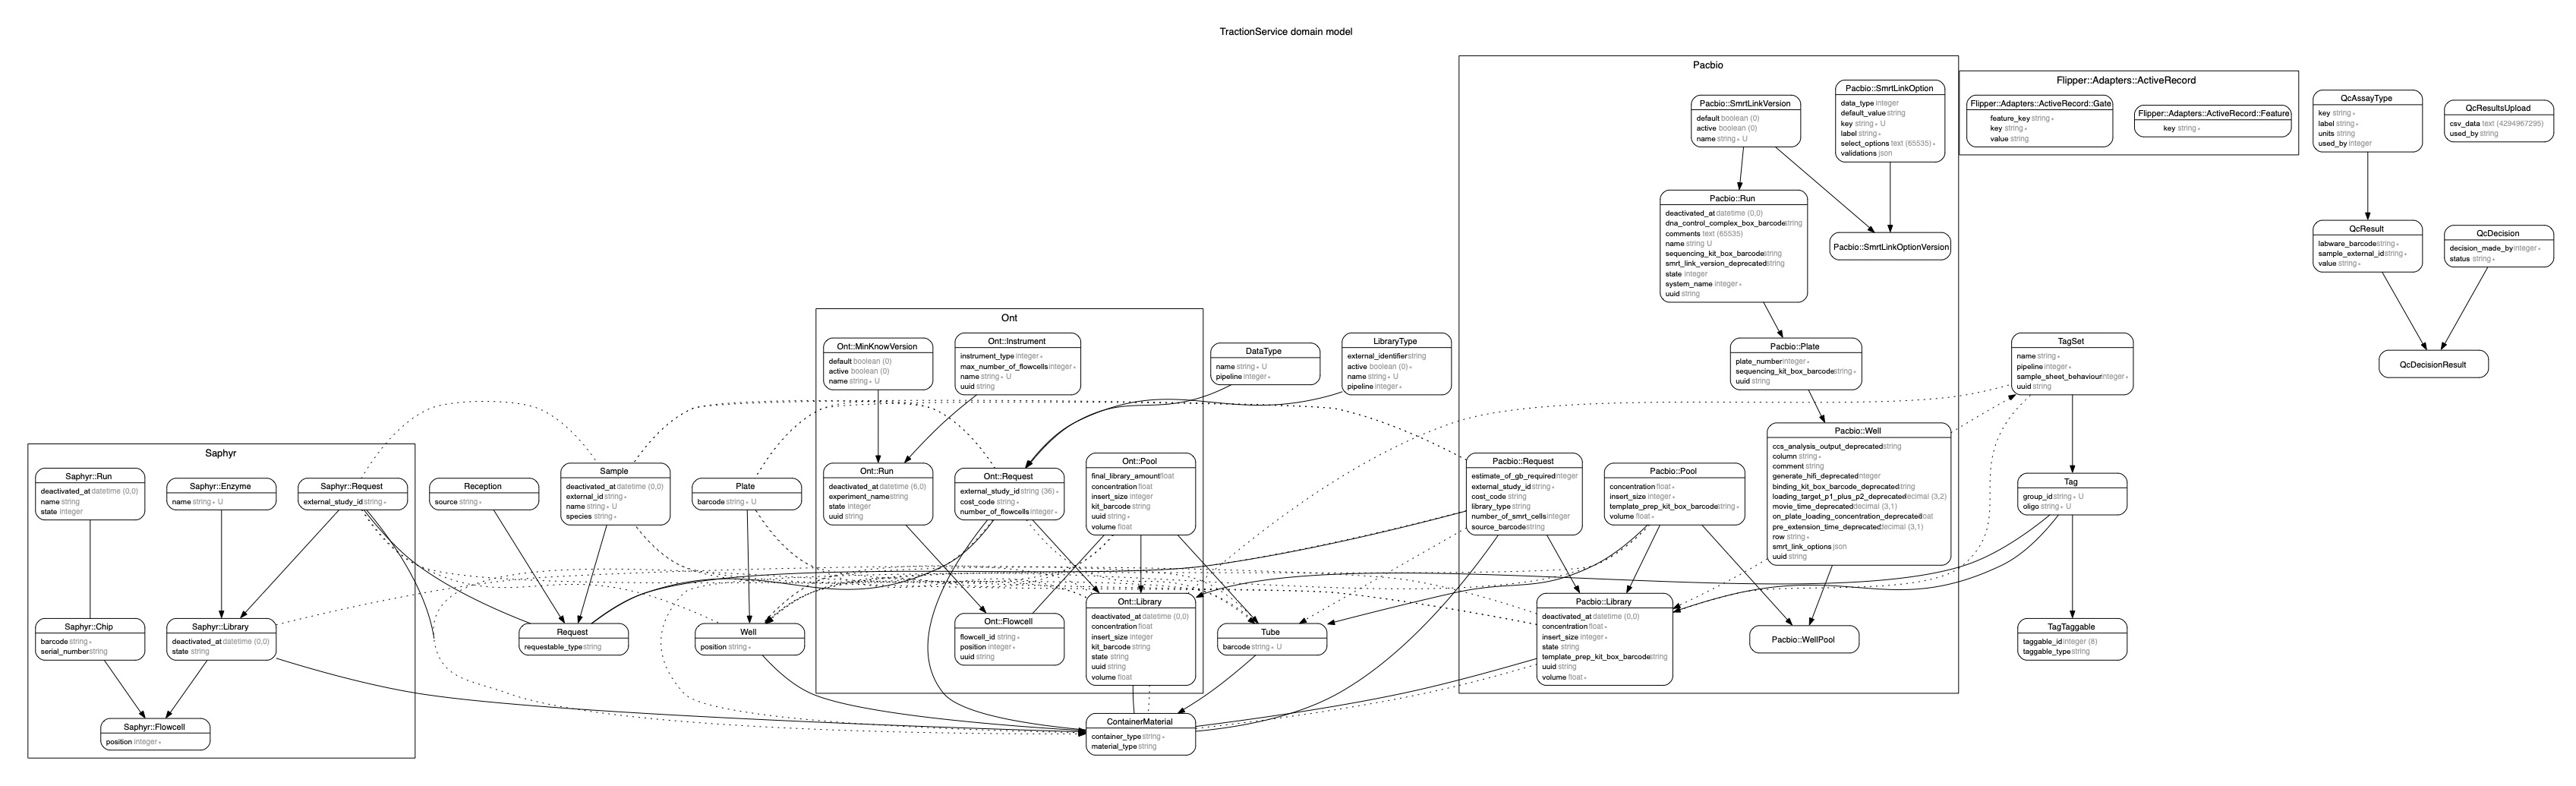 TractionService domain model
Pacbio
Pacbio::SmrtLinkVersion
default boolean (0)
active boolean (0)
name string ∗ U
Pacbio::SmrtLinkOption
data_type integer
default_value string
key string ∗ U
label string ∗
select_options text (65535) ∗
validations json
Pacbio::Run
deactivated_at datetime (0,0)
dna_control_complex_box_barcode string
comments text (65535)
name string U
sequencing_kit_box_barcode string
smrt_link_version_deprecated string
state integer
system_name integer ∗
uuid string
Pacbio::SmrtLinkOptionVersion
Pacbio::Plate
plate_number integer ∗
sequencing_kit_box_barcode string ∗
uuid string
Pacbio::Well
ccs_analysis_output_deprecated string
column string ∗
comment string
generate_hifi_deprecated integer
binding_kit_box_barcode_deprecated string
loading_target_p1_plus_p2_deprecated decimal (3,2)
movie_time_deprecated decimal (3,1)
on_plate_loading_concentration_deprecated float
pre_extension_time_deprecated decimal (3,1)
row string ∗
smrt_link_options json
uuid string
Pacbio::Request
estimate_of_gb_required integer
external_study_id string ∗
cost_code string
library_type string
number_of_smrt_cells integer
source_barcode string
Pacbio::Pool
concentration float ∗
insert_size integer ∗
template_prep_kit_box_barcode string ∗
volume float ∗
Pacbio::Library
deactivated_at datetime (0,0)
concentration float ∗
insert_size integer ∗
state string
template_prep_kit_box_barcode string
uuid string
volume float ∗
Pacbio::WellPool
Flipper::Adapters::ActiveRecord
Flipper::Adapters::ActiveRecord::Gate
feature_key string ∗
key string ∗
value string
Flipper::Adapters::ActiveRecord::Feature
key string ∗
QcAssayType
key string ∗
label string ∗
units string
used_by integer
QcResultsUpload
csv_data text (4294967295)
used_by string
QcResult
labware_barcode string ∗
sample_external_id string ∗
value string ∗
QcDecision
decision_made_by integer ∗
status string ∗
QcDecisionResult
TagSet
name string ∗
pipeline integer ∗
sample_sheet_behaviour integer ∗
uuid string
Tag
group_id string ∗ U
oligo string ∗ U
TagTaggable
taggable_id integer (8)
taggable_type string
Ont
Ont::MinKnowVersion
default boolean (0)
active boolean (0)
name string ∗ U
Ont::Instrument
instrument_type integer ∗
max_number_of_flowcells integer ∗
name string ∗ U
uuid string
Ont::Run
deactivated_at datetime (6,0)
experiment_name string
state integer
uuid string
Ont::Request
external_study_id string (36) ∗
cost_code string ∗
number_of_flowcells integer ∗
Ont::Pool
final_library_amount float
concentration float
insert_size integer
kit_barcode string
uuid string ∗
volume float
Ont::Flowcell
flowcell_id string ∗
position integer ∗
uuid string
Ont::Library
deactivated_at datetime (0,0)
concentration float
insert_size integer
kit_barcode string
state string
uuid string
volume float
DataType
name string ∗ U
pipeline integer ∗
LibraryType
external_identifier string
active boolean (0) ∗
name string ∗ U
pipeline integer ∗
Saphyr
Saphyr::Run
deactivated_at datetime (0,0)
name string
state integer
Saphyr::Enzyme
name string ∗ U
Saphyr::Request
external_study_id string ∗
Saphyr::Chip
barcode string ∗
serial_number string
Saphyr::Library
deactivated_at datetime (0,0)
state string
Saphyr::Flowcell
position integer ∗
Reception
source string ∗
Sample
deactivated_at datetime (0,0)
external_id string ∗
name string ∗ U
species string ∗
Plate
barcode string ∗ U
Request
requestable_type string
Well
position string ∗
Tube
barcode string ∗ U
ContainerMaterial
container_type string ∗
material_type string